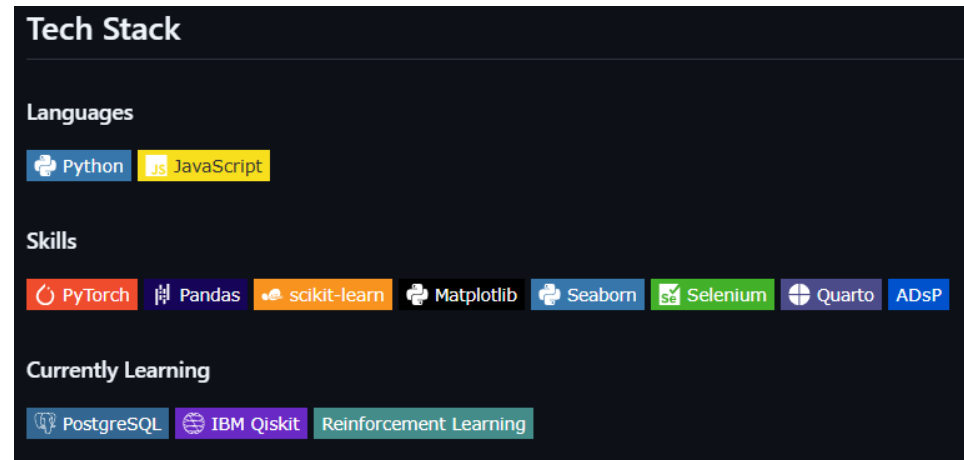 Tech Stack
Languages
Python JavaScript
Skills
PyTorch Pandas scikit-learn Matplotlib Seaborn Selenium Quarto ADsP
Currently Learning
PostgreSQL IBM Qiskit Reinforcement Learning